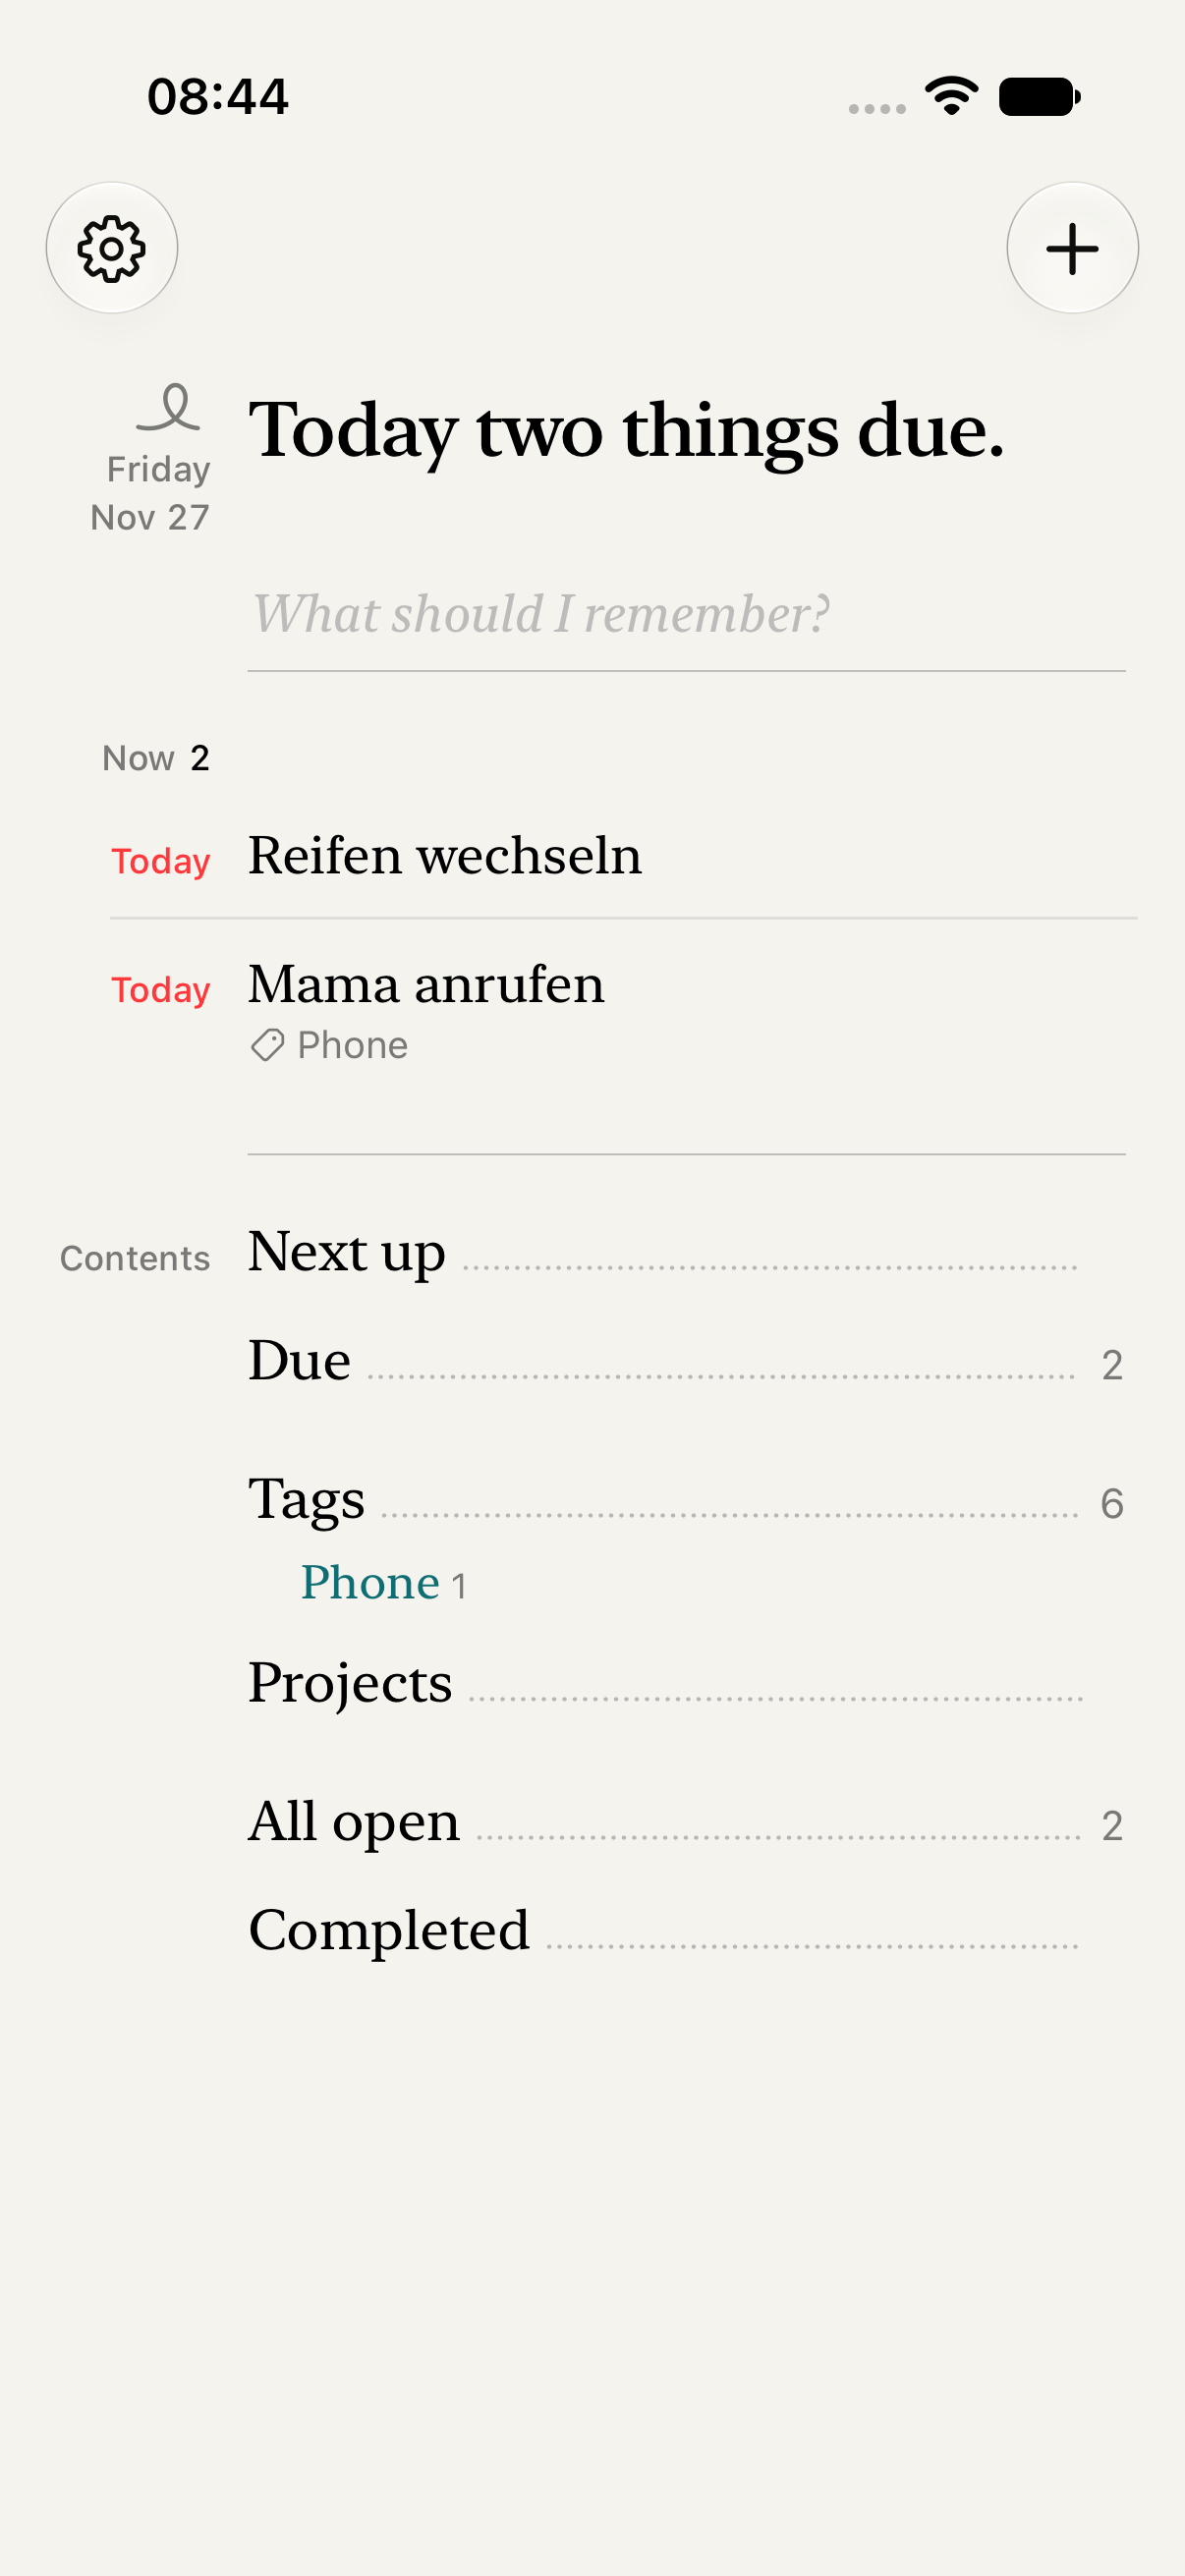 08:44
Today two things due.
Friday
Nov 27
What should I remember?
Now 2
Today Reifen wechseln
Today Mama anrufen
Phone
Contents Next up
Due 2
Tags 6
Phone 1
Projects
All open 2
Completed